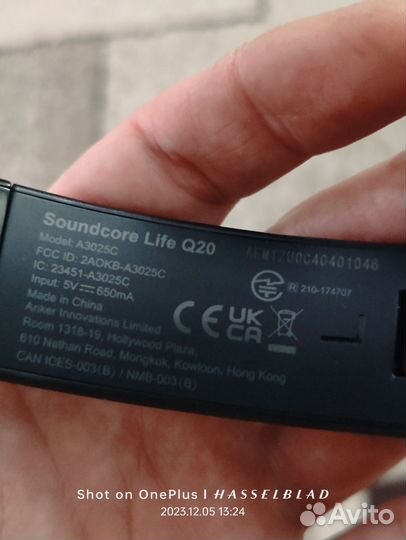 Soundcore Life Q20
Model: A3025C
FCC ID: 2AOKB-A3025C
IC: 23451-A3025C
Input: 5V ⎓ 650mA
Made in China
Anker Innovations Limited
Room 1318-19, Hollywood Plaza,
610 Nathan Road, Mongkok, Kowloon, Hong Kong
CAN ICES-003(B) / NMB-003(B)
R 210-174707
CE UK CA
Shot on OnePlus | HASSELBLAD
2023.12.05 13:24
Avito